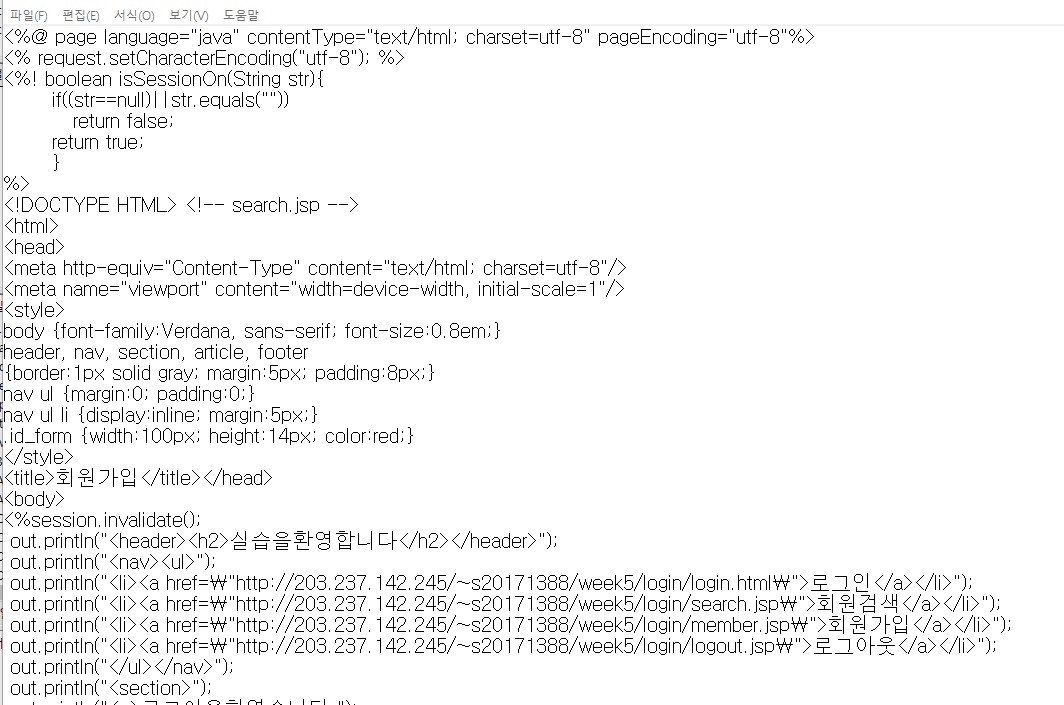 파일(F) 편집(E) 서식(O) 보기(V) 도움말
<%@ page language="java" contentType="text/html; charset=utf-8" pageEncoding="utf-8"%>
<% request.setCharacterEncoding("utf-8"); %>
<%! boolean isSessionOn(String str){
if((str==null)||str.equals(""))
return false;
return true;
}
%>
<!DOCTYPE HTML> <!-- search.jsp -->
<html>
<head>
<meta http-equiv="Content-Type" content="text/html; charset=utf-8"/>
<meta name="viewport" content="width=device-width, initial-scale=1"/>
<style>
body {font-family:Verdana, sans-serif; font-size:0.8em;}
header, nav, section, article, footer
{border:1px solid gray; margin:5px; padding:8px;}
nav ul {margin:0; padding:0;}
nav ul li {display:inline; margin:5px;}
.id_form {width:100px; height:14px; color:red;}
</style>
<title>회원가입</title></head>
<body>
<%session.invalidate();
out.println("<header><h2>실습을환영합니다</h2></header>");
out.println("<nav><ul>");
out.println("<li><a href=₩"http://203.237.142.245/~s20171388/week5/login/login.html₩">로그인</a></li>");
out.println("<li><a href=₩"http://203.237.142.245/~s20171388/week5/login/search.jsp₩">회원검색</a></li>");
out.println("<li><a href=₩"http://203.237.142.245/~s20171388/week5/login/member.jsp₩">회원가입</a></li>");
out.println("<li><a href=₩"http://203.237.142.245/~s20171388/week5/login/logout.jsp₩">로그아웃</a></li>");
out.println("</ul></nav>");
out.println("<section>");